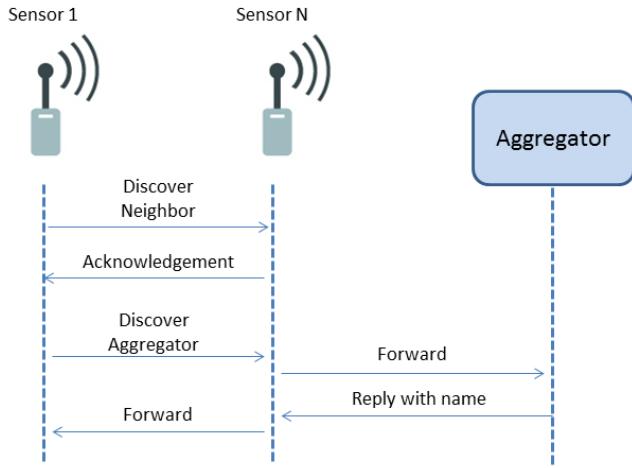 Sensor 1
Sensor N
Aggregator
Discover
Neighbor
Acknowledgement
Discover
Aggregator
Forward
Reply with name
Forward